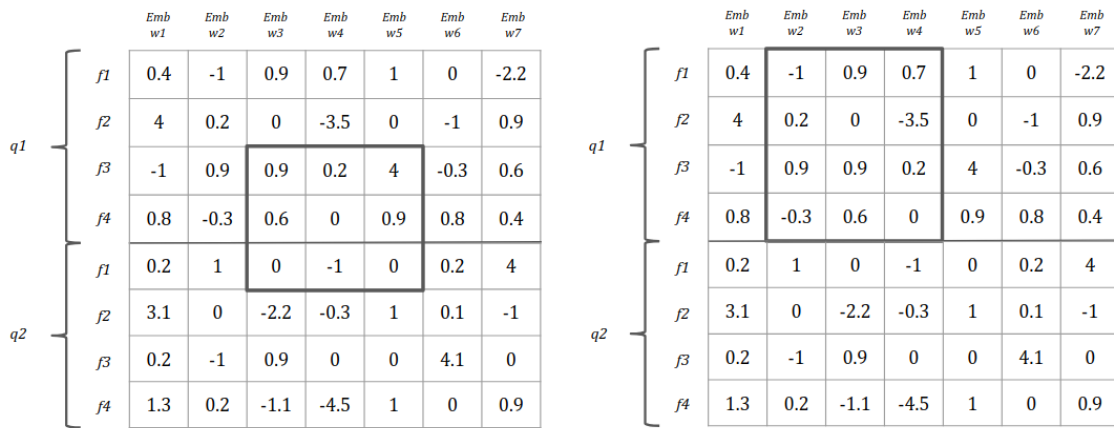 Emb Emb Emb Emb Emb Emb Emb
w1 w2 w3 w4 w5 w6 w7
f1 0.4 -1 0.9 0.7 1 0 -2.2
f2 4 0.2 0 -3.5 0 -1 0.9
q1
f3 -1 0.9 0.9 0.2 4 -0.3 0.6
f4 0.8 -0.3 0.6 0 0.9 0.8 0.4
f1 0.2 1 0 -1 0 0.2 4
f2 3.1 0 -2.2 -0.3 1 0.1 -1
q2
f3 0.2 -1 0.9 0 0 4.1 0
f4 1.3 0.2 -1.1 -4.5 1 0 0.9
Emb Emb Emb Emb Emb Emb Emb
w1 w2 w3 w4 w5 w6 w7
f1 0.4 -1 0.9 0.7 1 0 -2.2
f2 4 0.2 0 -3.5 0 -1 0.9
q1
f3 -1 0.9 0.9 0.2 4 -0.3 0.6
f4 0.8 -0.3 0.6 0 0.9 0.8 0.4
f1 0.2 1 0 -1 0 0.2 4
f2 3.1 0 -2.2 -0.3 1 0.1 -1
q2
f3 0.2 -1 0.9 0 0 4.1 0
f4 1.3 0.2 -1.1 -4.5 1 0 0.9